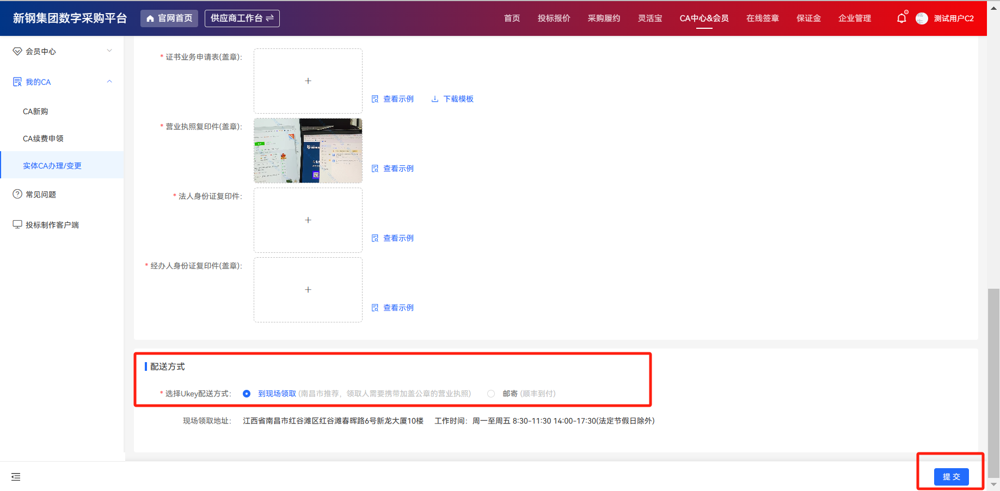 新钢集团数字采购平台
官网首页
供应商工作台
首页
投标报价
采购履约
灵活宝
CA中心&会员
在线签章
保证金
企业管理
测试用户C2
会员中心
我的CA
CA新购
CA续费申领
实体CA办理/变更
常见问题
投标制作客户端
* 证书业务申请表(盖章):
查看示例
下载模板
* 营业执照复印件(盖章):
查看示例
* 法人身份证复印件:
查看示例
* 经办人身份证复印件(盖章):
查看示例
配送方式
* 选择Ukey配送方式:
到现场领取 (南昌市推荐，领取人需要携带加盖公章的营业执照)
邮寄 (顺丰到付)
现场领取地址: 江西省南昌市红谷滩区红谷滩春晖路6号新龙大厦10楼 工作时间: 周一至周五 8:30-11:30 14:00-17:30(法定节假日除外)
提 交